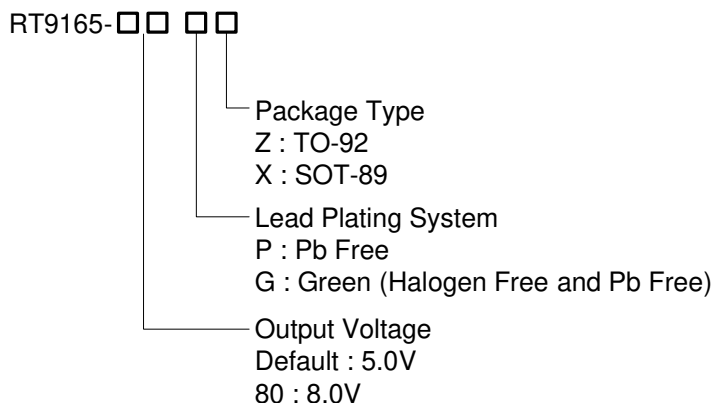 RT9165-□□ □□
Package Type
Z : TO-92
X : SOT-89
Lead Plating System
P : Pb Free
G : Green (Halogen Free and Pb Free)
Output Voltage
Default : 5.0V
80 : 8.0V